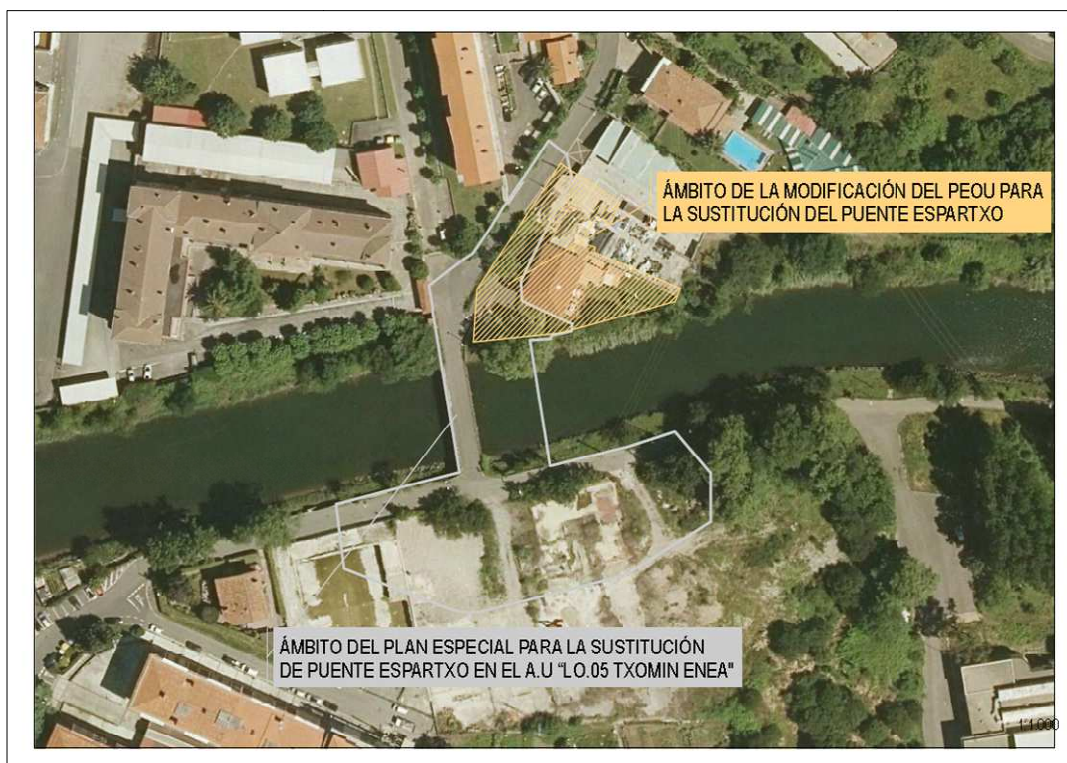 ÁMBITO DE LA MODIFICACIÓN DEL PEOU PARA
LA SUSTITUCIÓN DEL PUENTE ESPARTXO
ÁMBITO DEL PLAN ESPECIAL PARA LA SUSTITUCIÓN
DE PUENTE ESPARTXO EN EL A.U "LO.05 TXOMIN ENEA"
1:1.000